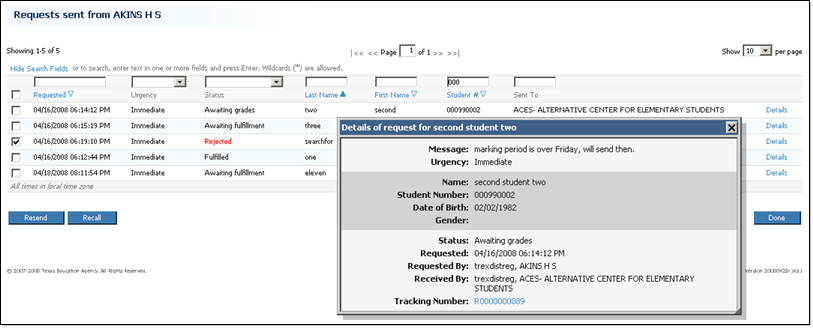 Requests sent from AKINS H S
Showing 1-5 of 5
|<< << Page 1 of 1 >> >>|
Show 10 per page
Hide Search Fields or to search, enter text in one or more fields and press Enter. Wildcards (*) are allowed.
000
Requested Urgency Status Last Name First Name Student # Sent To
04/16/2008 06:14:12 PM Immediate Awaiting grades two second 000990002 ACES- ALTERNATIVE CENTER FOR ELEMENTARY STUDENTS Details
04/16/2008 06:15:19 PM Immediate Awaiting fulfillment three Details
04/16/2008 06:19:10 PM Immediate Rejected searchfor Details
04/16/2008 06:12:44 PM Immediate Fulfilled one Details
04/18/2008 08:11:54 PM Immediate Awaiting fulfillment eleven Details
All times in local time zone
Resend Recall Done
© 2007-2008 Texas Education Agency. All Rights Reserved.
Details of request for second student two
Message: marking period is over Friday, will send then.
Urgency: Immediate
Name: second student two
Student Number: 000990002
Date of Birth: 02/02/1982
Gender:
Status: Awaiting grades
Requested: 04/16/2008 06:14:12 PM
Requested By: trexdistreg, AKINS H S
Received By: trexdistreg, ACES- ALTERNATIVE CENTER FOR ELEMENTARY
STUDENTS
Tracking Number: R0000000089